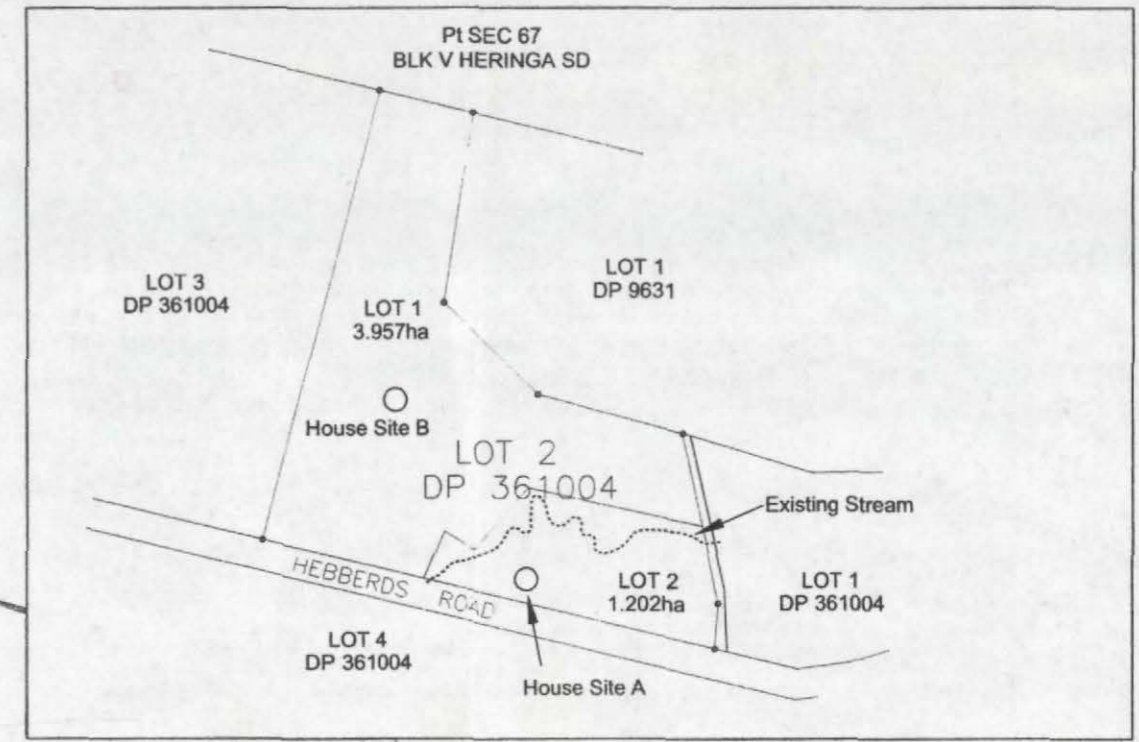 Pt SEC 67
BLK V HERINGA SD
LOT 3
DP 361004
LOT 1
3.957ha
LOT 1
DP 9631
House Site B
LOT 2
DP 361004
Existing Stream
HEBBERDS ROAD
LOT 2
1.202ha
LOT 1
DP 361004
LOT 4
DP 361004
House Site A